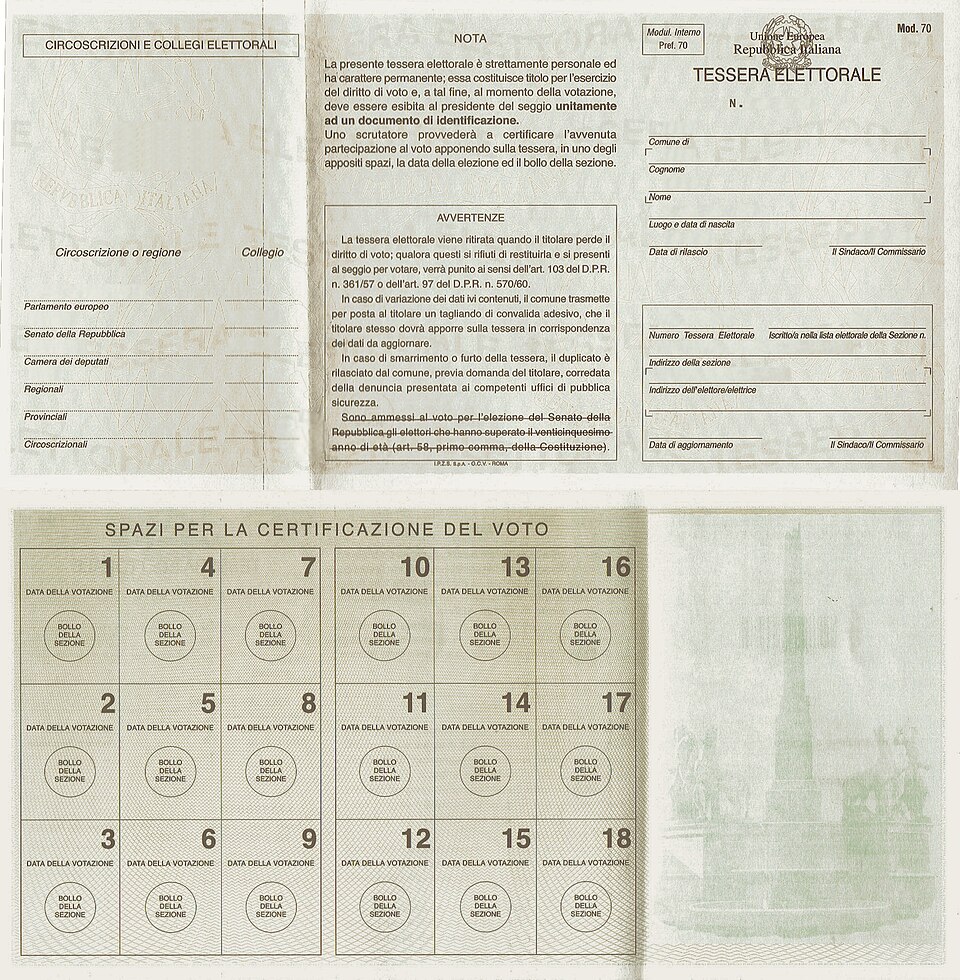 CIRCOSCRIZIONI E COLLEGI ELETTORALI
REPUBBLICA ITALIANA
Circoscrizione o regione Collegio
Parlamento europeo
Senato della Repubblica
Camera dei deputati
Regionali
Provinciali
Circoscrizionali
NOTA
La presente tessera elettorale è strettamente personale ed
ha carattere permanente; essa costituisce titolo per l'esercizio
del diritto di voto e, a tal fine, al momento della votazione,
deve essere esibita al presidente del seggio unitamente
ad un documento di identificazione.
Uno scrutatore provvederà a certificare l'avvenuta
partecipazione al voto apponendo sulla tessera, in uno degli
appositi spazi, la data della elezione ed il bollo della sezione.
AVVERTENZE
La tessera elettorale viene ritirata quando il titolare perde il
diritto di voto; qualora questi si rifiuti di restituirla e si presenti
al seggio per votare, verrà punito ai sensi dell'art. 103 del D.P.R.
n. 361/57 o dell'art. 97 del D.P.R. n. 570/60.
In caso di variazione dei dati ivi contenuti, il comune trasmette
per posta al titolare un tagliando di convalida adesivo, che il
titolare stesso dovrà apporre sulla tessera in corrispondenza
dei dati da aggiornare.
In caso di smarrimento o furto della tessera, il duplicato è
rilasciato dal comune, previa domanda del titolare, corredata
della denuncia presentata ai competenti uffici di pubblica
sicurezza.
Sono ammessi al voto per l'elezione del Senato della
Repubblica gli elettori che hanno superato il venticinquesimo
anno di età (art. 58, primo comma, della Costituzione).
I.P.Z.S. S.p.A. - O.C.V. - ROMA
Modul. Interno
Pref. 70
Mod. 70
Unione Europea
Repubblica Italiana
TESSERA ELETTORALE
N.
Comune di
Cognome
Nome
Luogo e data di nascita
Data di rilascio Il Sindaco/Il Commissario
Numero Tessera Elettorale Iscritto/a nella lista elettorale della Sezione n.
Indirizzo della sezione
Indirizzo dell'elettore/elettrice
Data di aggiornamento Il Sindaco/Il Commissario
SPAZI PER LA CERTIFICAZIONE DEL VOTO
1 4 7 10 13 16
DATA DELLA VOTAZIONE DATA DELLA VOTAZIONE DATA DELLA VOTAZIONE DATA DELLA VOTAZIONE DATA DELLA VOTAZIONE DATA DELLA VOTAZIONE
BOLLO BOLLO BOLLO BOLLO BOLLO BOLLO
DELLA DELLA DELLA DELLA DELLA DELLA
SEZIONE SEZIONE SEZIONE SEZIONE SEZIONE SEZIONE
2 5 8 11 14 17
DATA DELLA VOTAZIONE DATA DELLA VOTAZIONE DATA DELLA VOTAZIONE DATA DELLA VOTAZIONE DATA DELLA VOTAZIONE DATA DELLA VOTAZIONE
BOLLO BOLLO BOLLO BOLLO BOLLO BOLLO
DELLA DELLA DELLA DELLA DELLA DELLA
SEZIONE SEZIONE SEZIONE SEZIONE SEZIONE SEZIONE
3 6 9 12 15 18
DATA DELLA VOTAZIONE DATA DELLA VOTAZIONE DATA DELLA VOTAZIONE DATA DELLA VOTAZIONE DATA DELLA VOTAZIONE DATA DELLA VOTAZIONE
BOLLO BOLLO BOLLO BOLLO BOLLO BOLLO
DELLA DELLA DELLA DELLA DELLA DELLA
SEZIONE SEZIONE SEZIONE SEZIONE SEZIONE SEZIONE